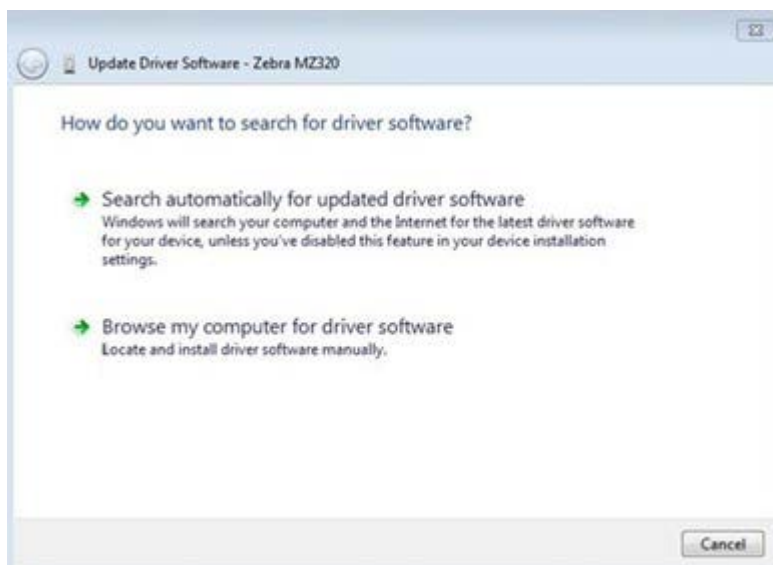 Update Driver Software - Zebra MZ320
How do you want to search for driver software?
Search automatically for updated driver software
Windows will search your computer and the Internet for the latest driver software
for your device, unless you've disabled this feature in your device installation
settings.
Browse my computer for driver software
Locate and install driver software manually.
Cancel